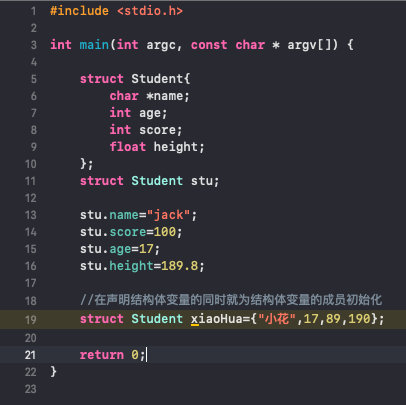 1 #include <stdio.h>
2
3 int main(int argc, const char * argv[]) {
4
5 struct Student{
6 char *name;
7 int age;
8 int score;
9 float height;
10 };
11 struct Student stu;
12
13 stu.name="jack";
14 stu.score=100;
15 stu.age=17;
16 stu.height=189.8;
17
18 //在声明结构体变量的同时就为结构体变量的成员初始化
19 struct Student xiaoHua={"小花",17,89,190};
20
21 return 0;
22 }
23